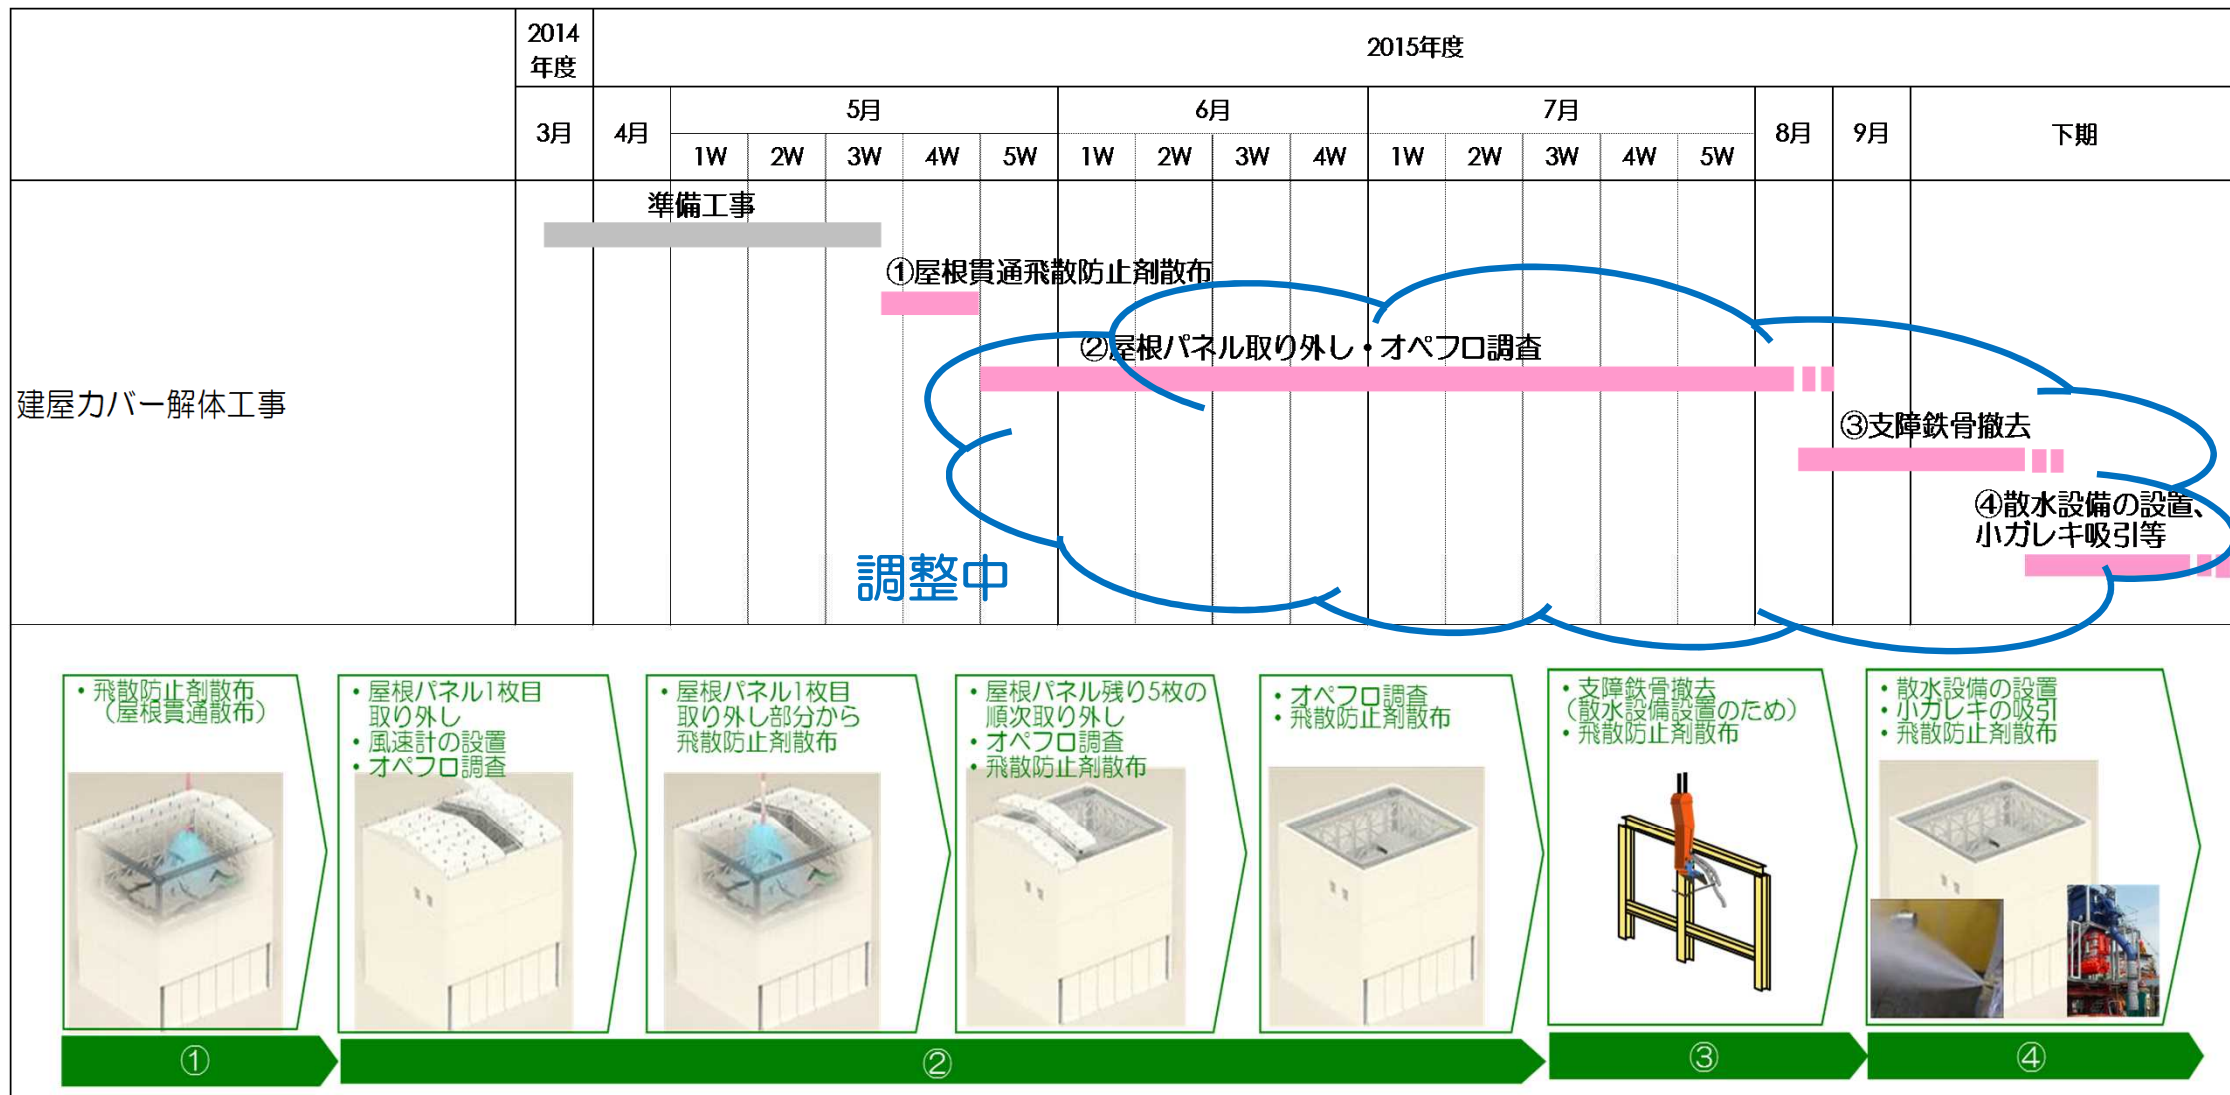 2014
年度
2015年度
3月
4月
5月
6月
7月
8月
9月
下期
1W 2W 3W 4W 5W 1W 2W 3W 4W 1W 2W 3W 4W 5W
建屋カバー解体工事
準備工事
①屋根貫通飛散防止剤散布
②屋根パネル取り外し・オペフロ調査
③支障鉄骨撤去
④散水設備の設置、
小ガレキ吸引等
調整中
・飛散防止剤散布
（屋根貫通散布）
・屋根パネル1枚目
取り外し
・風速計の設置
・オペフロ調査
・屋根パネル1枚目
取り外し部分から
飛散防止剤散布
・屋根パネル残り5枚の
順次取り外し
・オペフロ調査
・飛散防止剤散布
・オペフロ調査
・飛散防止剤散布
・支障鉄骨撤去
（散水設備設置のため）
・飛散防止剤散布
・散水設備の設置
・小ガレキの吸引
・飛散防止剤散布
①
②
③
④